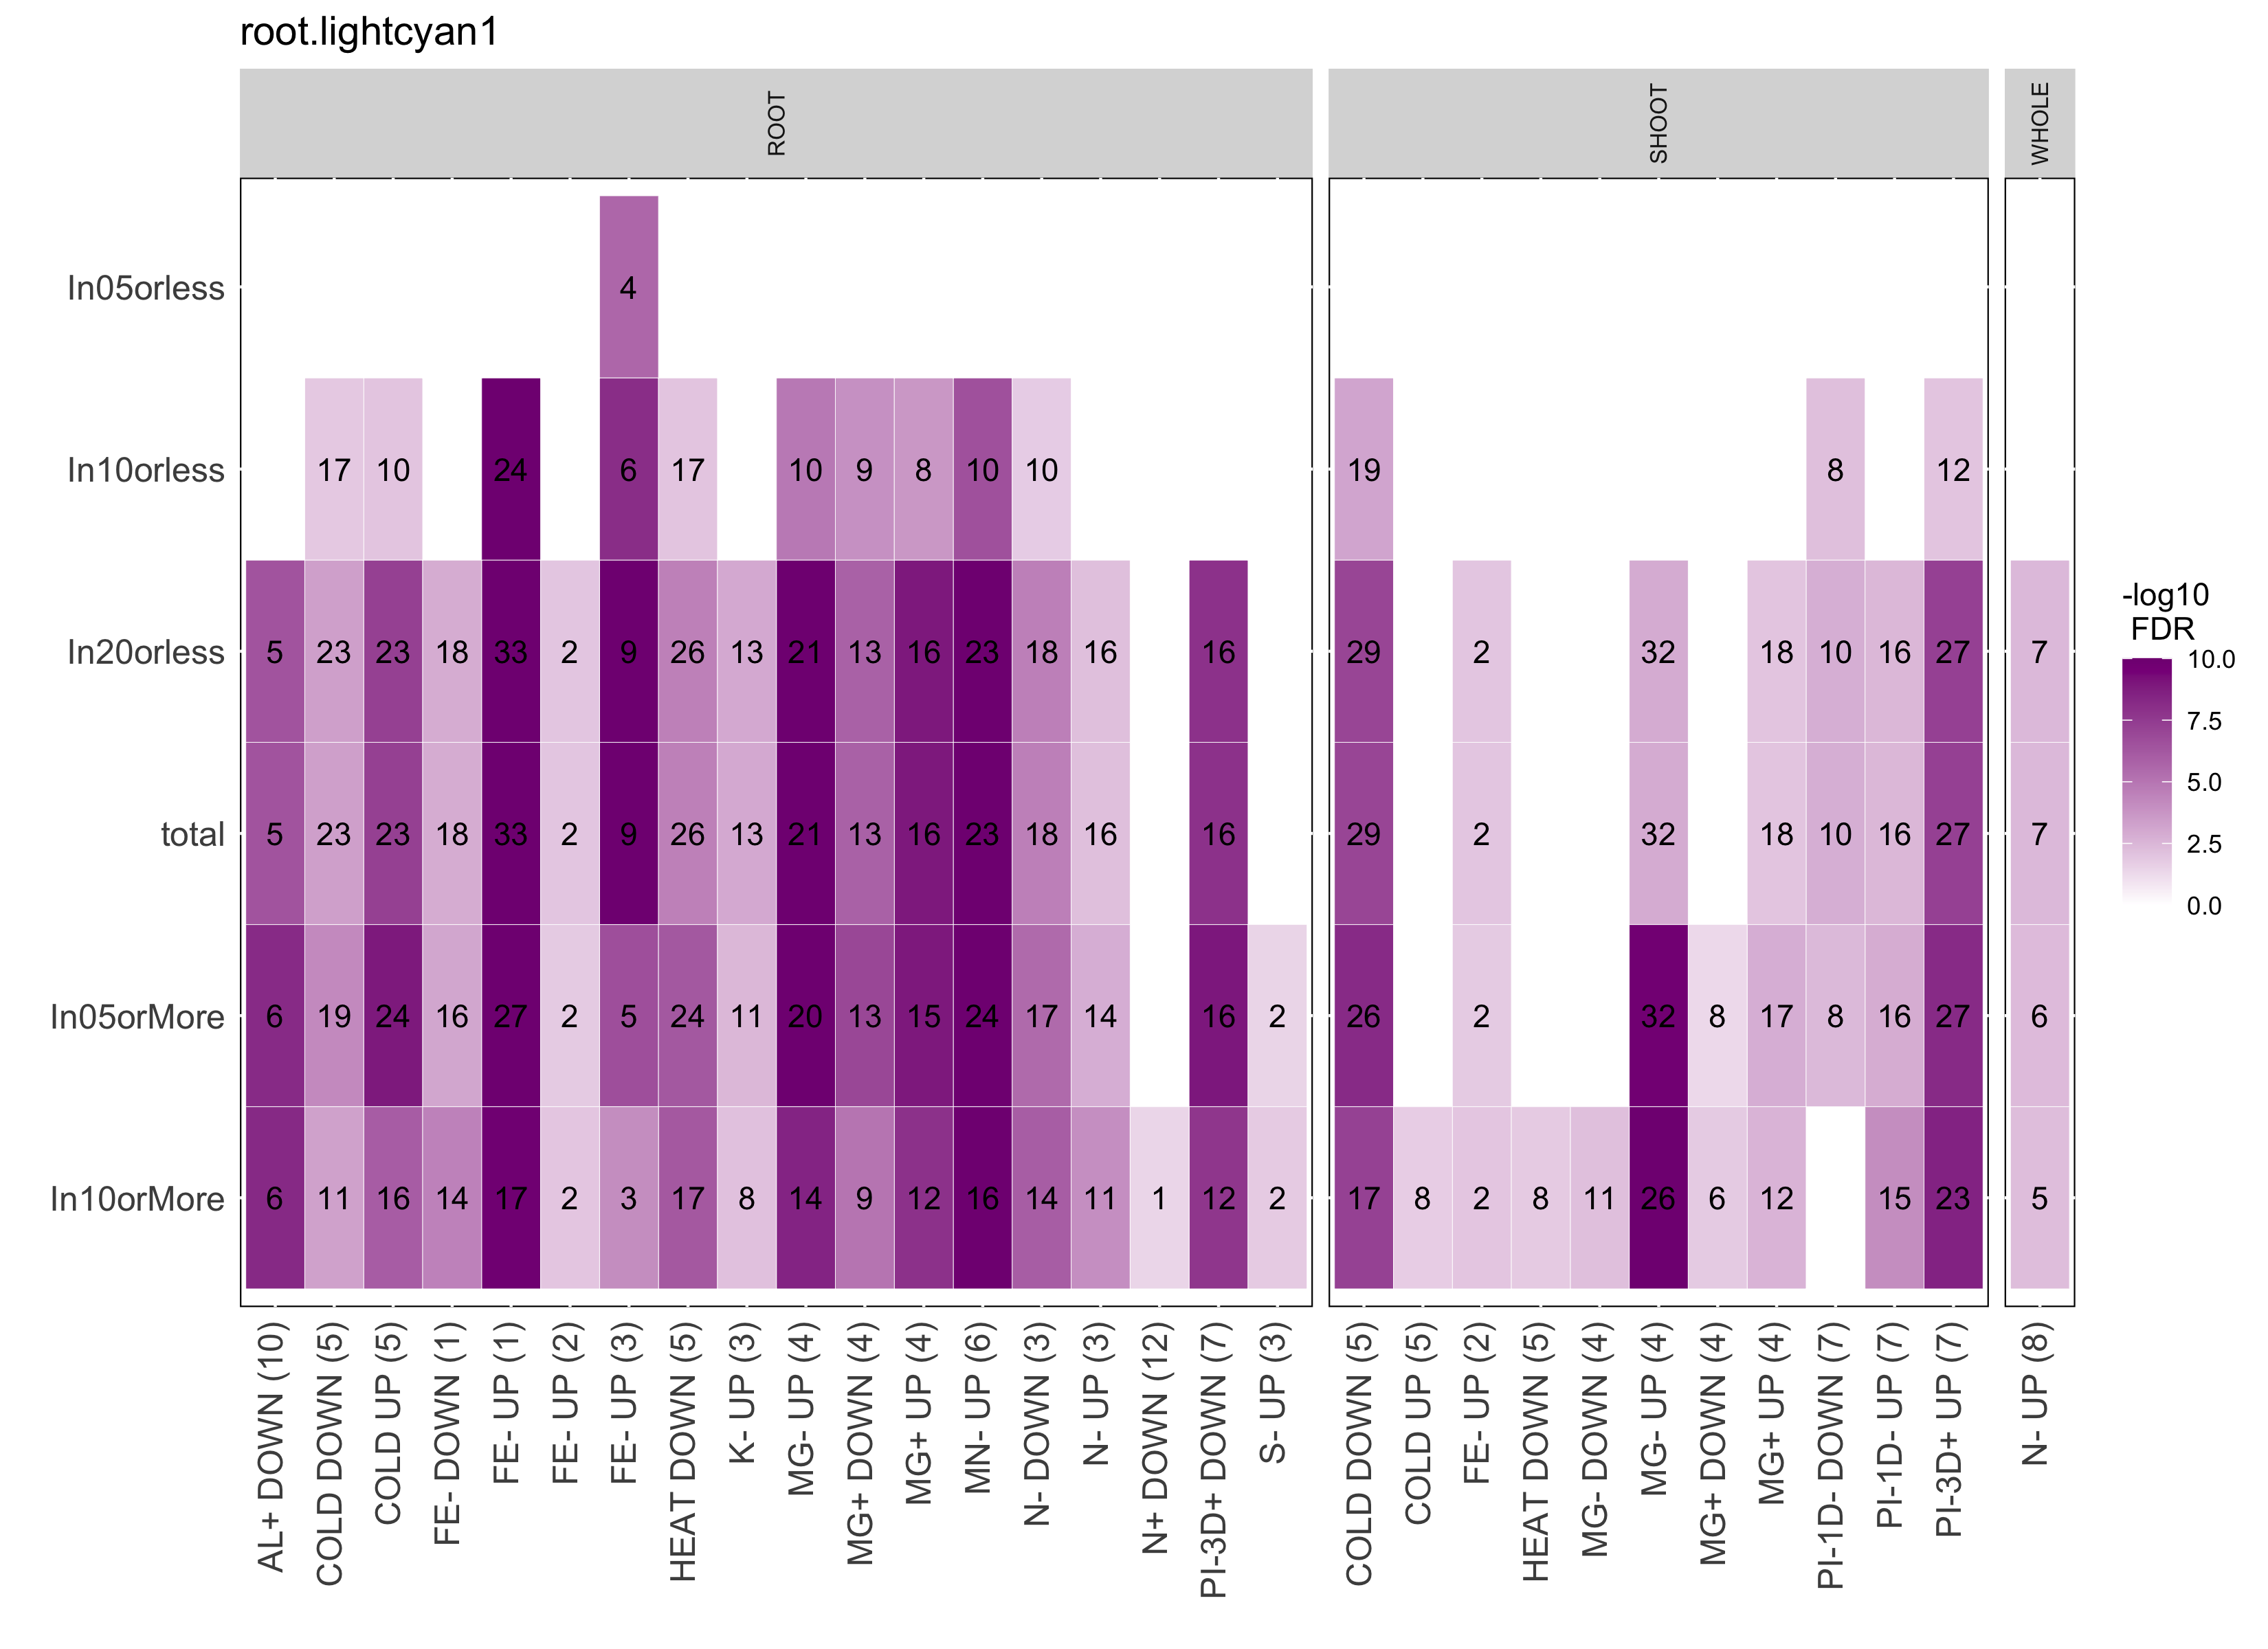 root.lightcyan1
ROOT
SHOOT
WHOLE
In05orless
4
In10orless
17 10 24 6 17 10 9 8 10 10 19 8 12
In20orless
5 23 23 18 33 2 9 26 13 21 13 16 23 18 16 16 29 2 32 18 10 16 27 7
total
5 23 23 18 33 2 9 26 13 21 13 16 23 18 16 16 29 2 32 18 10 16 27 7
In05orMore
6 19 24 16 27 2 5 24 11 20 13 15 24 17 14 16 2 26 2 32 8 17 8 16 27 6
In10orMore
6 11 16 14 17 2 3 17 8 14 9 12 16 14 11 1 12 2 17 8 2 8 11 26 6 12 15 23 5
AL+ DOWN (10)
COLD DOWN (5)
COLD UP (5)
FE- DOWN (1)
FE- UP (1)
FE- UP (2)
FE- UP (3)
HEAT DOWN (5)
K- UP (3)
MG- UP (4)
MG+ DOWN (4)
MG+ UP (4)
MN- UP (6)
N- DOWN (3)
N- UP (3)
N+ DOWN (12)
PI-3D+ DOWN (7)
S- UP (3)
COLD DOWN (5)
COLD UP (5)
FE- UP (2)
HEAT DOWN (5)
MG- DOWN (4)
MG- UP (4)
MG+ DOWN (4)
MG+ UP (4)
PI-1D- DOWN (7)
PI-1D- UP (7)
PI-3D+ UP (7)
N- UP (8)
-log10
FDR
10.0
7.5
5.0
2.5
0.0